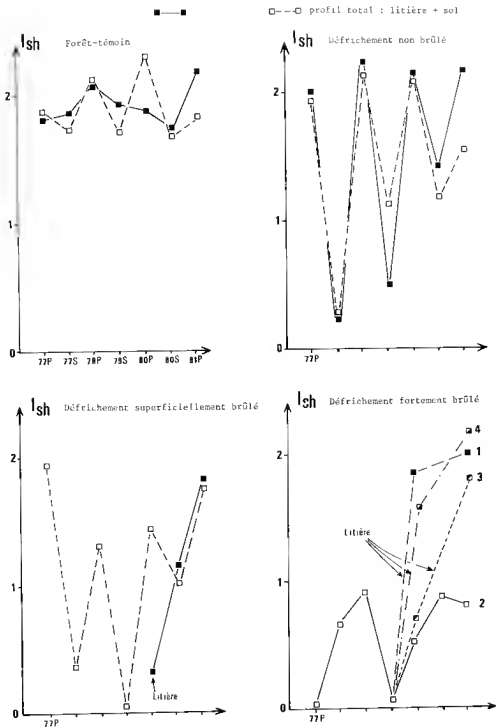 ■—■ □--□ profil total : litière + sol
Ish Forêt-témoin
2
1
0
77P 77S 78P 79S 80P 80S 81P
Ish Défrichement non brûlé
2
1
0
77P
Ish Défrichement superficiellement brûlé
2
1
0
Litière
77P
Ish Défrichement fortement brûlé
4
1
2
3
Litière
1
2
0
77P